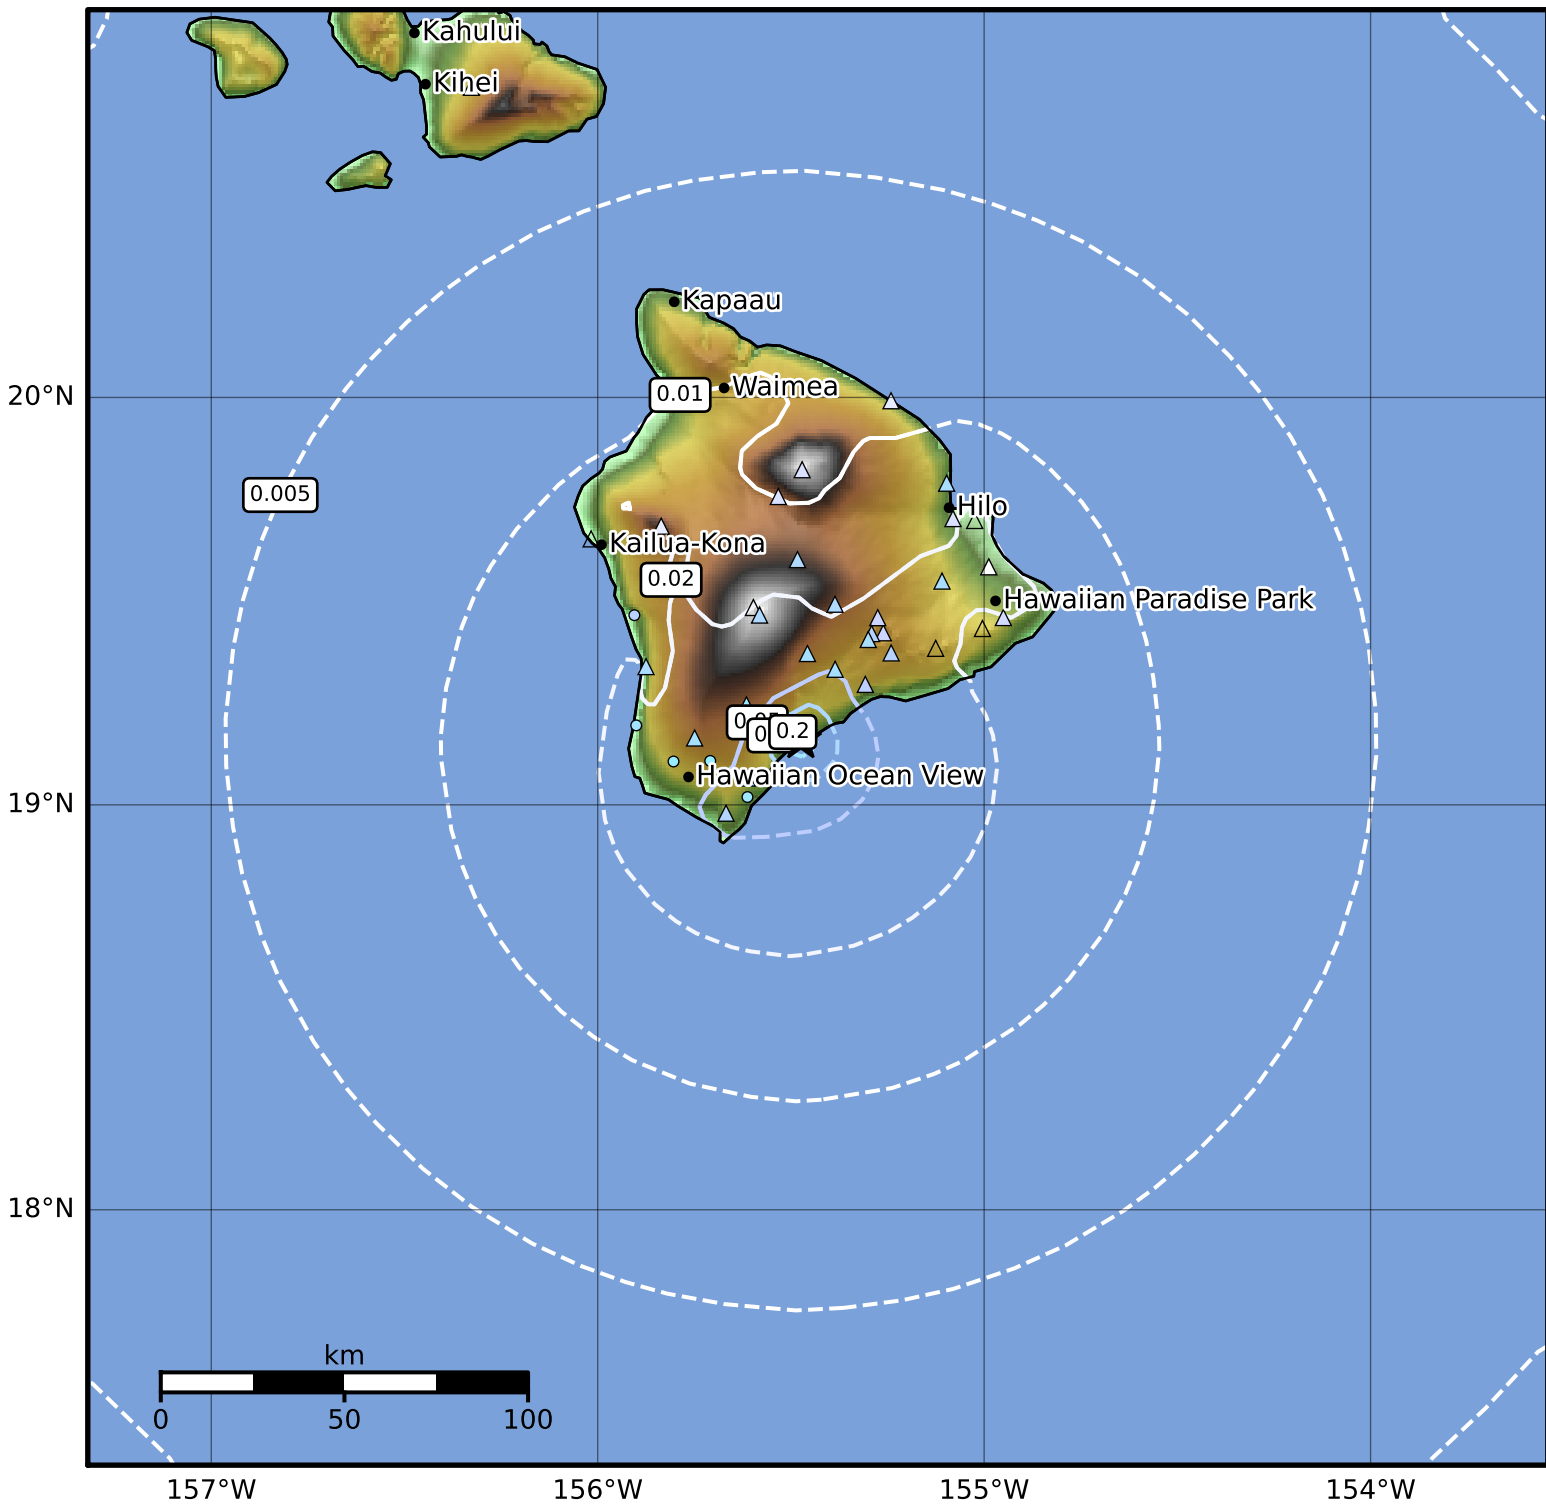 Kahului
Kihei
Kapaau
20°N
0.01
Waimea
0.005
Hilo
Kailua-Kona
0.02
Hawaiian Paradise Park
0.2
Hawaiian Ocean View
19°N
18°N
km
0 50 100
157°W 156°W 155°W 154°W